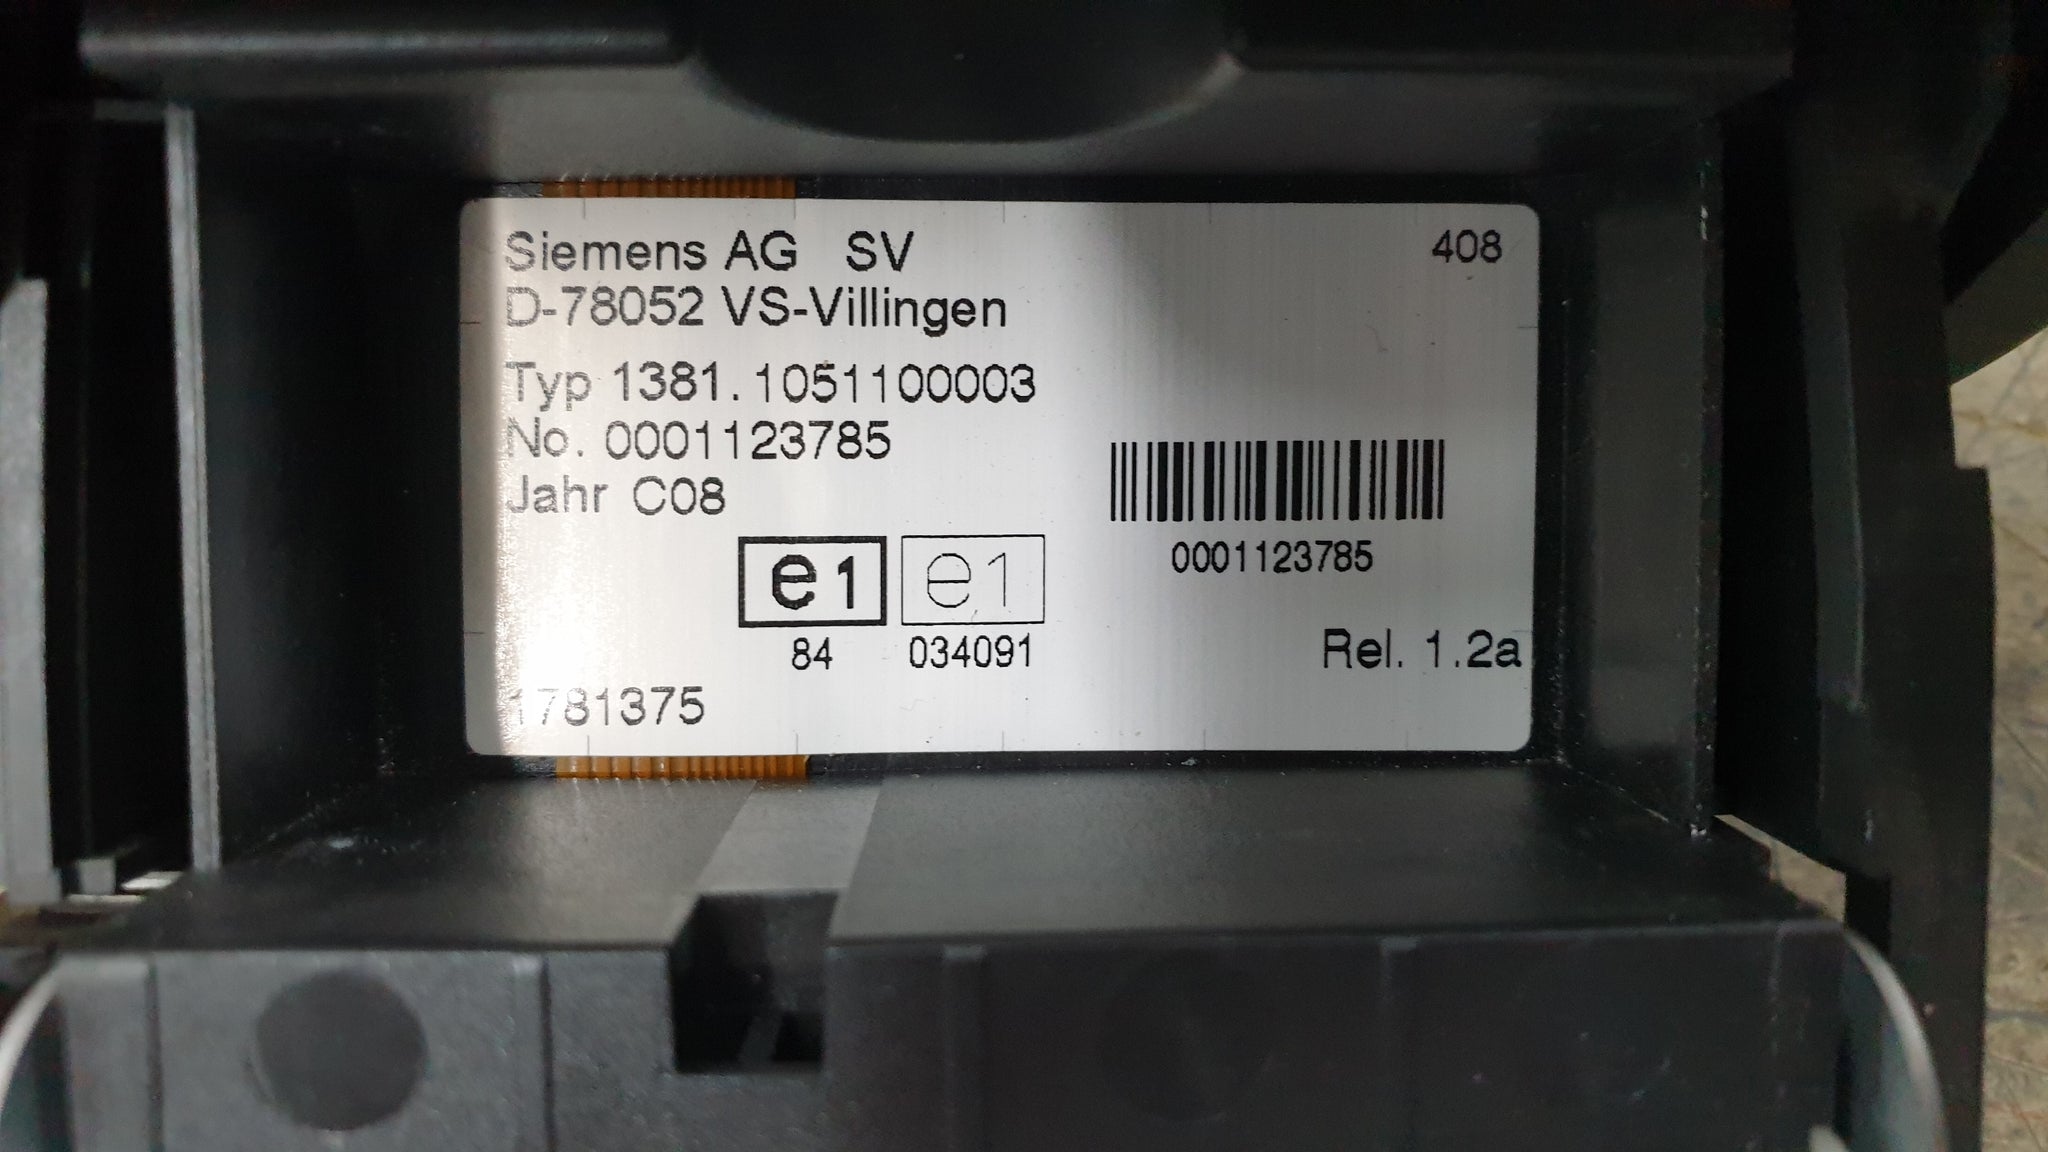 Siemens AG SV 408
D-78052 VS-Villingen
Typ 1381.1051100003
No. 0001123785
Jahr C08
e1 e1
0001123785
84 034091
Rel. 1.2a
1781375